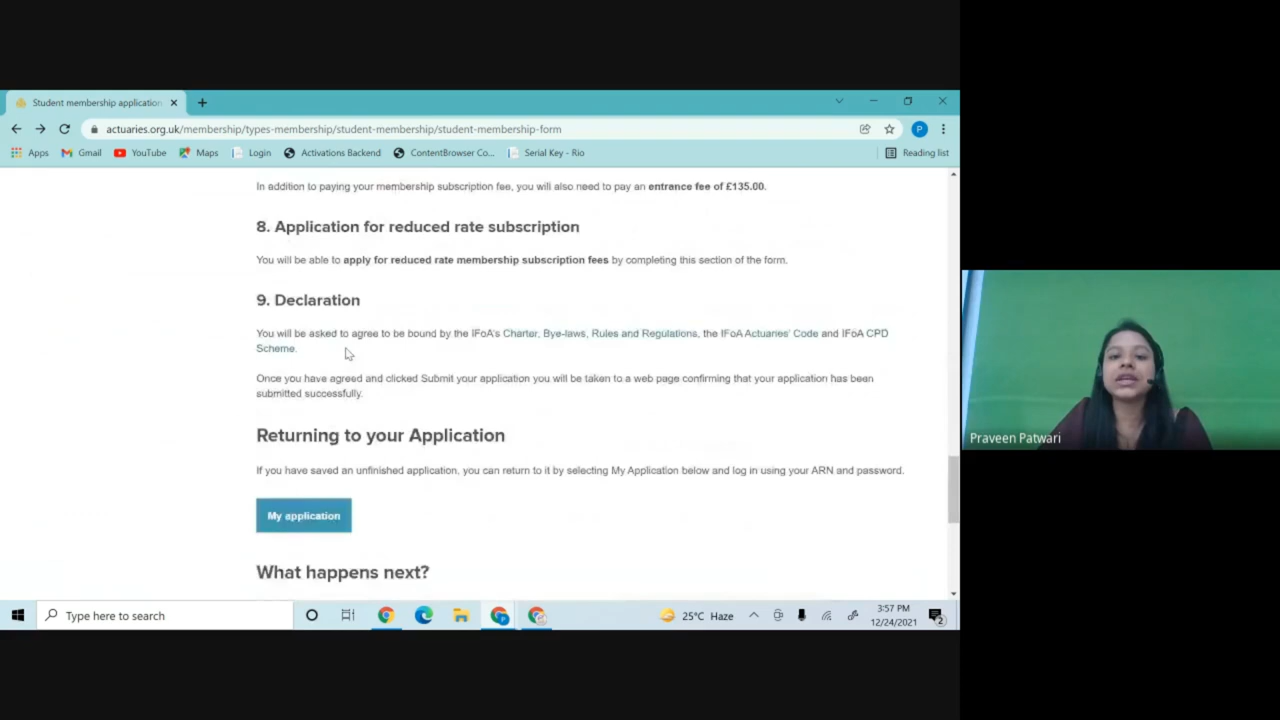 Student membership application
actuaries.org.uk/membership/types-membership/student-membership/student-membership-form
P
Apps
Gmail
YouTube
Maps
Login
Activations Backend
ContentBrowser Co...
Serial Key - Rio
Reading list
In addition to paying your membership subscription fee, you will also need to pay an entrance fee of £135.00.
8. Application for reduced rate subscription
You will be able to apply for reduced rate membership subscription fees by completing this section of the form.
9. Declaration
You will be asked to agree to be bound by the IFoA's Charter, Bye-laws, Rules and Regulations, the IFoA Actuaries' Code and IFoA CPD
Scheme.
Once you have agreed and clicked Submit your application you will be taken to a web page confirming that your application has been
submitted successfully.
Returning to your Application
If you have saved an unfinished application, you can return to it by selecting My Application below and log in using your ARN and password.
My application
What happens next?
Praveen Patwari
Type here to search
25°C Haze
3:57 PM
12/24/2021
2